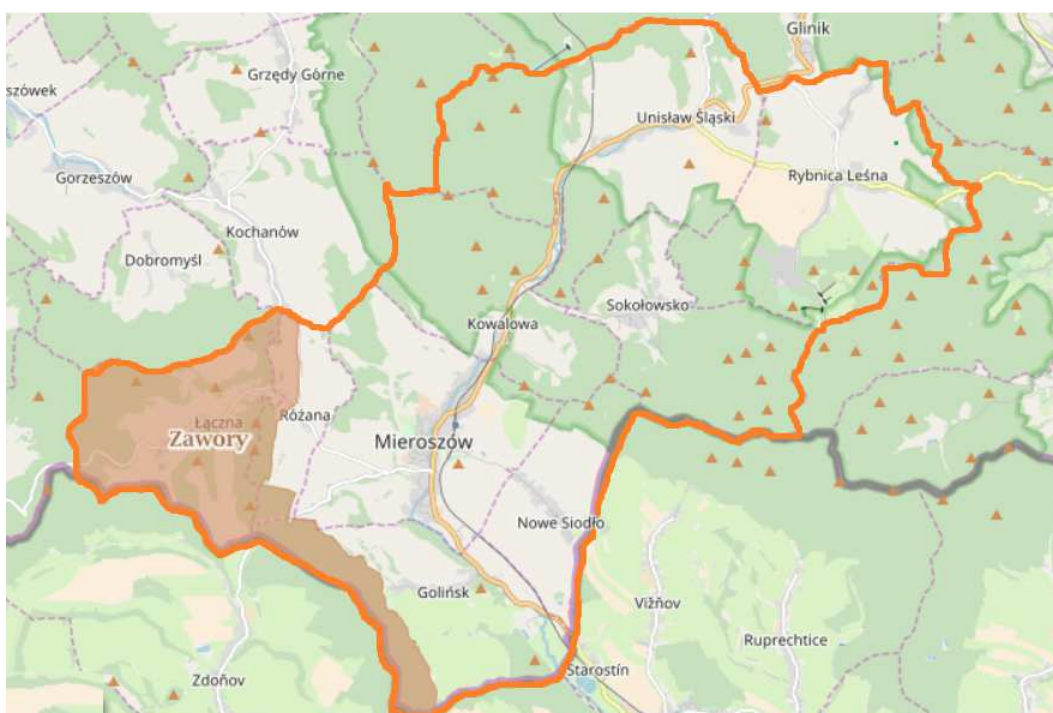 Glinik
Grzędy Górne
szówek
Unisław Śląski
Gorzeszów
Rybnica Leśna
Kochanów
Dobromyśl
Sokołowsko
Kowalowa
Różana
Łączna
Zawory
Mieroszów
Nowe Siodło
Golińsk
Vižňov
Ruprechtice
Starostín
Zdoňov